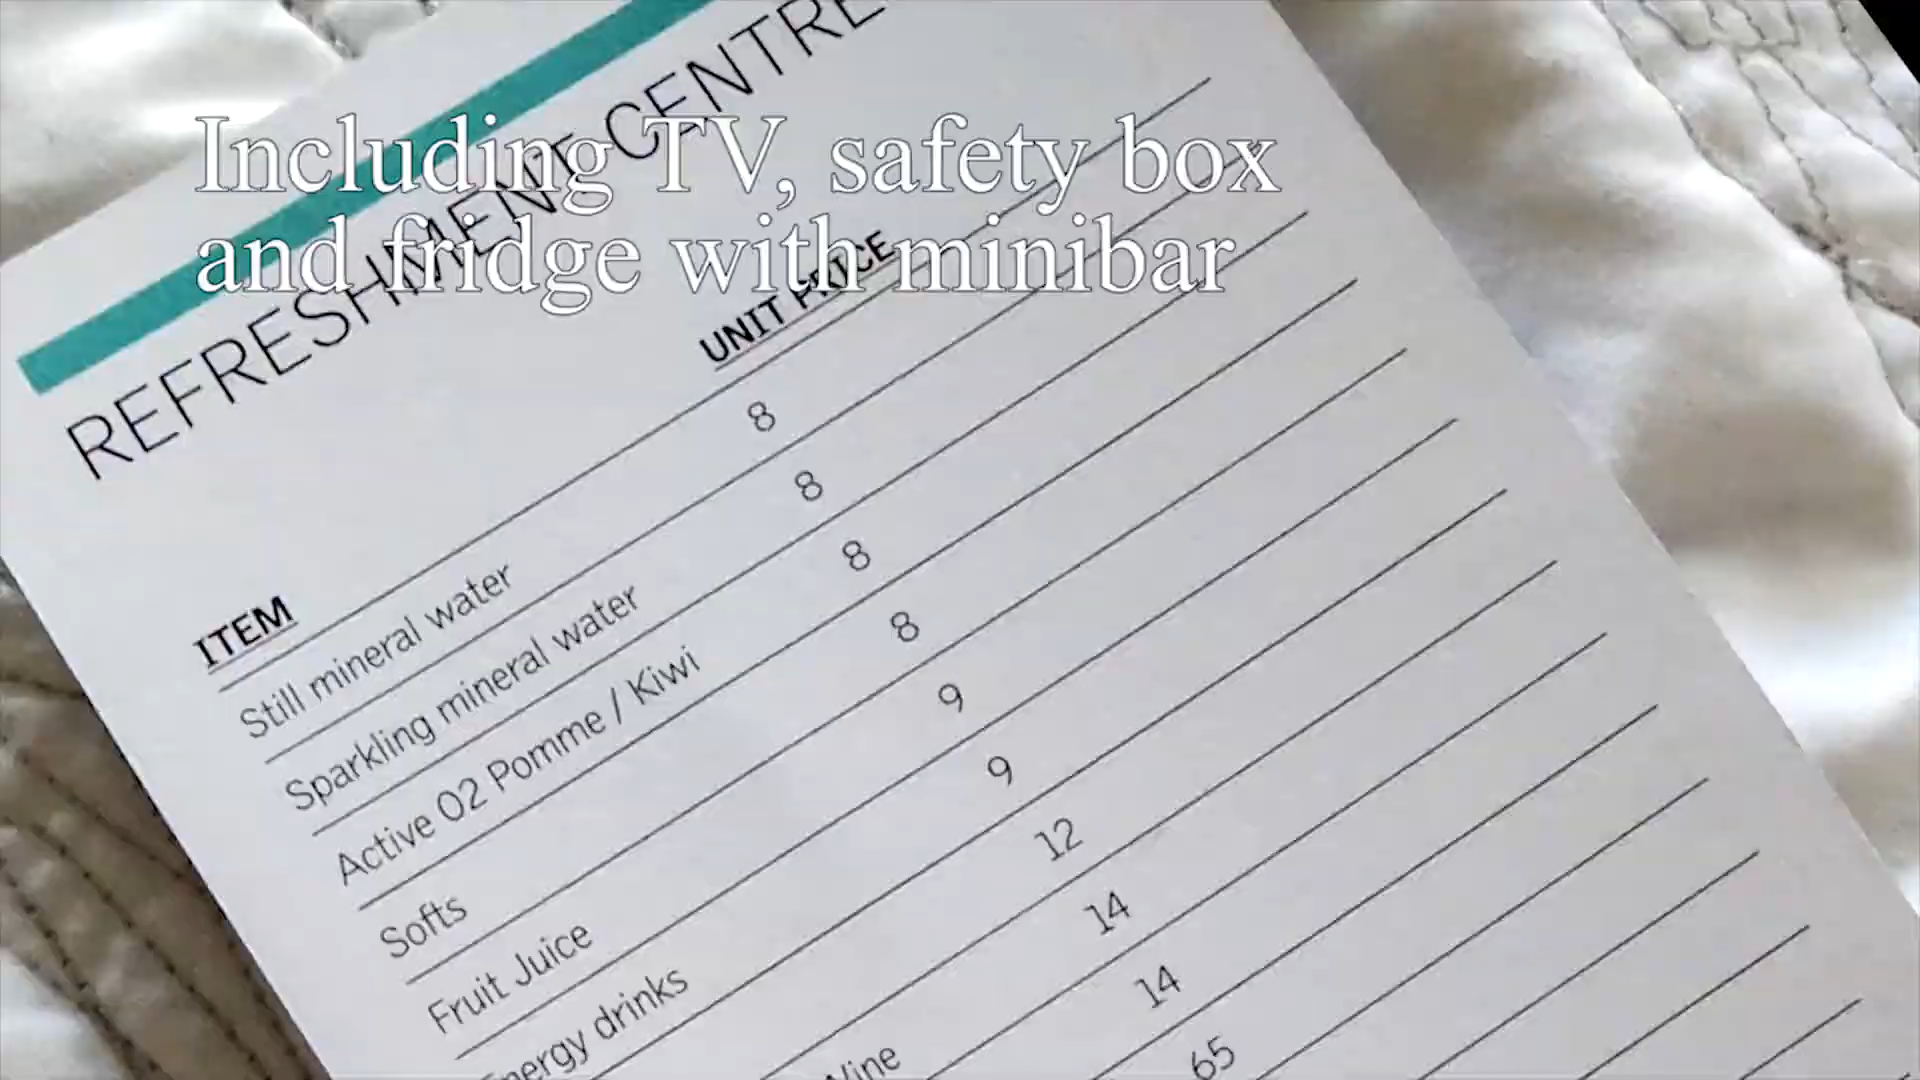 Including TV, safety box
and fridge with minibar
REFRESHMENT CENTRE
ITEM UNIT PRICE
Still mineral water 8
Sparkling mineral water 8
Active O2 Pomme / Kiwi 8
Softs 8
Fruit Juice 9
Energy drinks 9
12
14
Wine 14
65